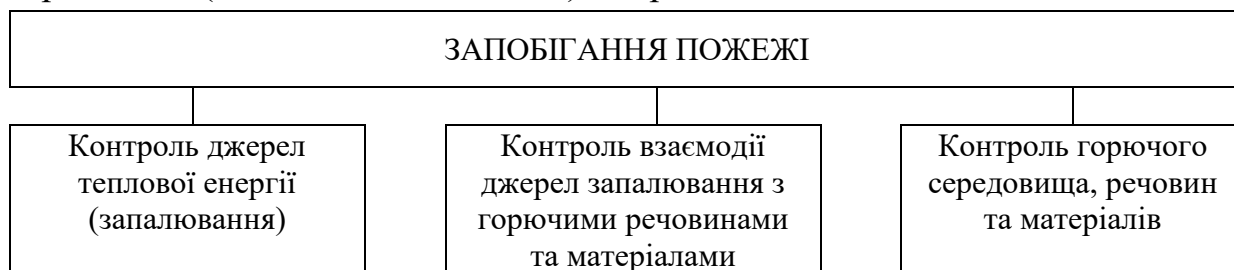 ЗАПОБІГАННЯ ПОЖЕЖІ
Контроль джерел
теплової енергії
(запалювання)
Контроль взаємодії
джерел запалювання з
горючими речовинами
та матеріалами
Контроль горючого
середовища, речовин
та матеріалів